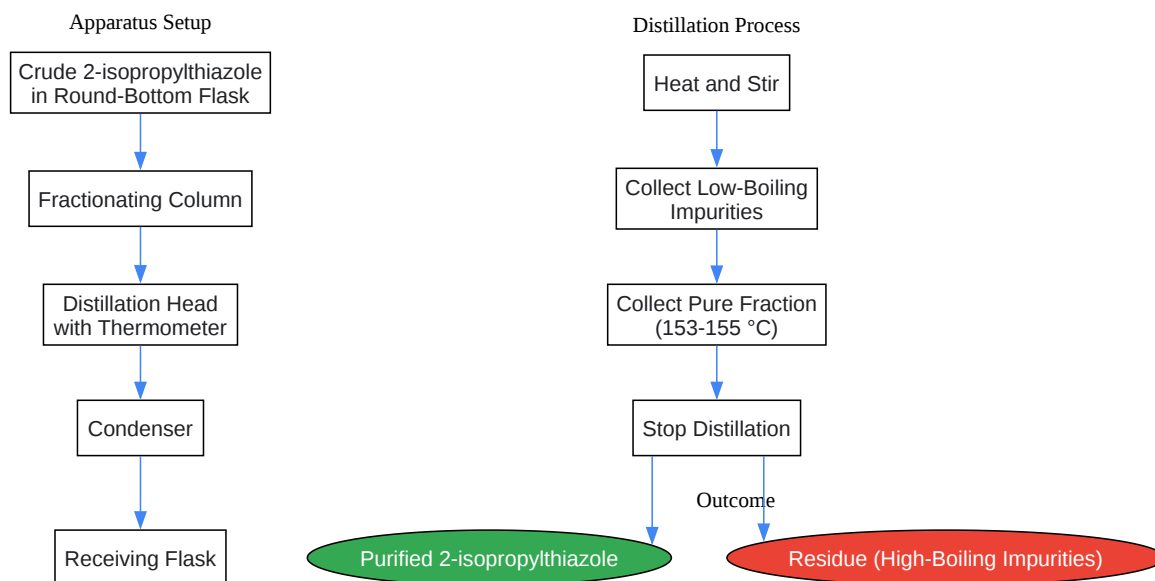 Apparatus Setup
Crude 2-isopropylthiazole
in Round-Bottom Flask
Fractionating Column
Distillation Head
with Thermometer
Condenser
Receiving Flask
Distillation Process
Heat and Stir
Collect Low-Boiling
Impurities
Collect Pure Fraction
(153-155 °C)
Stop Distillation
Outcome
Purified 2-isopropylthiazole
Residue (High-Boiling Impurities)